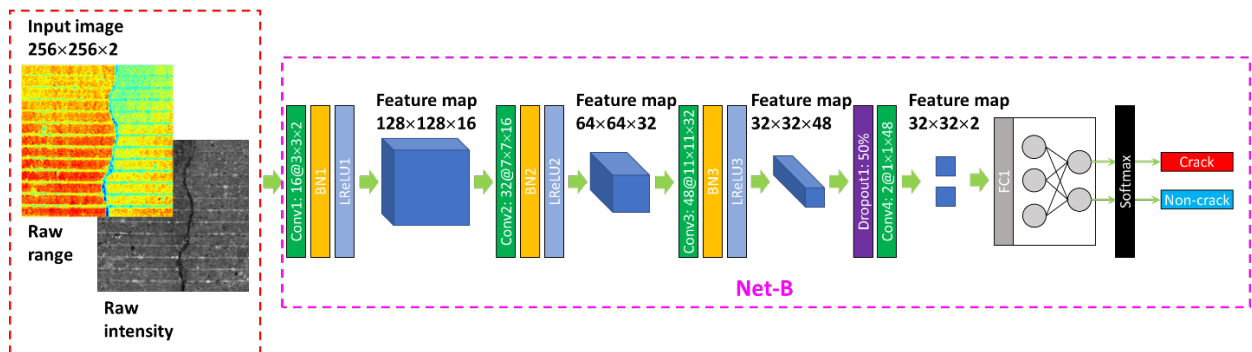 Input image
256×256×2
Raw
range
Raw
intensity
Conv1: 16@3×3×2
BN1
LReLU1
Feature map
128×128×16
Conv2: 32@7×7×16
BN2
LReLU2
Feature map
64×64×32
Conv3: 48@11×11×32
BN3
LReLU3
Feature map
32×32×48
Dropout1: 50%
Conv4: 2@1×1×48
Feature map
32×32×2
FC1
Softmax
Crack
Non-crack
Net-B